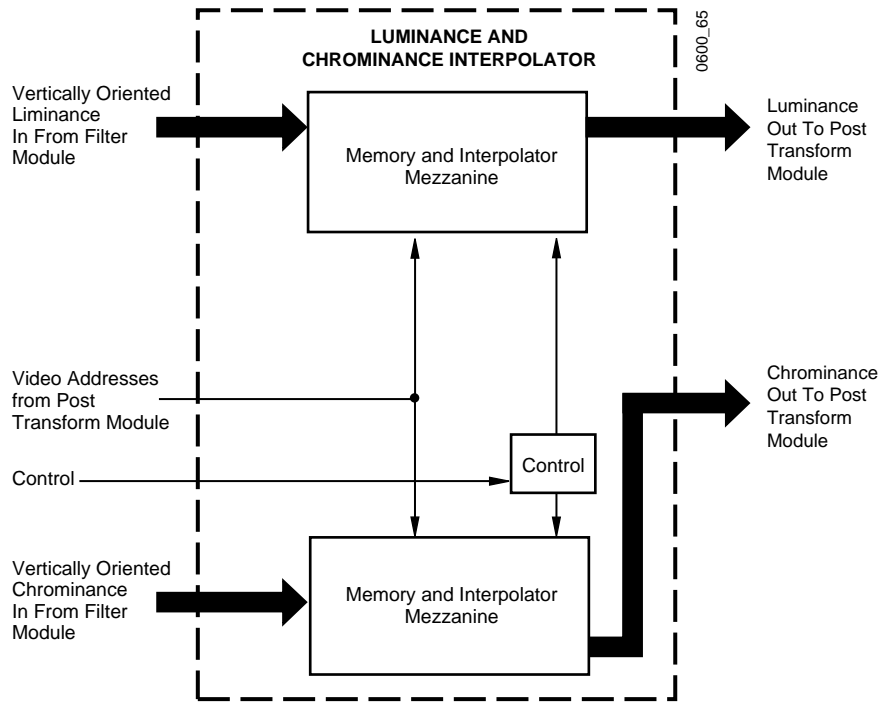 LUMINANCE AND
CHROMINANCE INTERPOLATOR
0600_65
Vertically Oriented
Liminance
In From Filter
Module
Memory and Interpolator
Mezzanine
Luminance
Out To Post
Transform
Module
Video Addresses
from Post
Transform Module
Chrominance
Out To Post
Transform
Module
Control
Control
Vertically Oriented
Chrominance
In From Filter
Module
Memory and Interpolator
Mezzanine